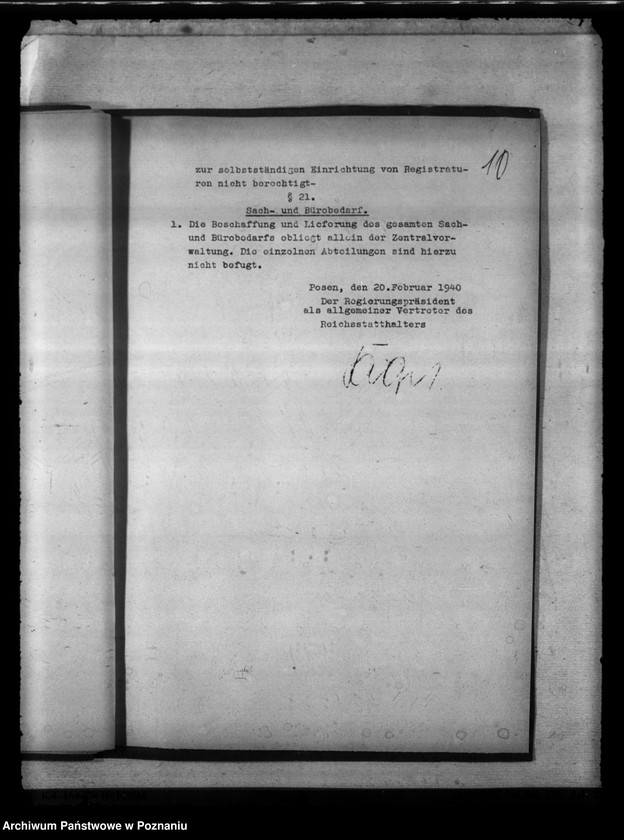 10
zur selbstständigen Einrichtung von Registratu-
ren nicht berechtigt-
§ 21.
Sach- und Bürobedarf.
1. Die Beschaffung und Lieferung des gesamten Sach-
und Bürobedarfs obliegt allein der Zentralver-
waltung. Die einzelnen Abteilungen sind hierzu
nicht befugt.
Posen, den 20.Februar 1940
Der Regierungspräsident
als allgemeiner Vertreter des
Reichsstatthalters
Archiwum Państwowe w Poznaniu